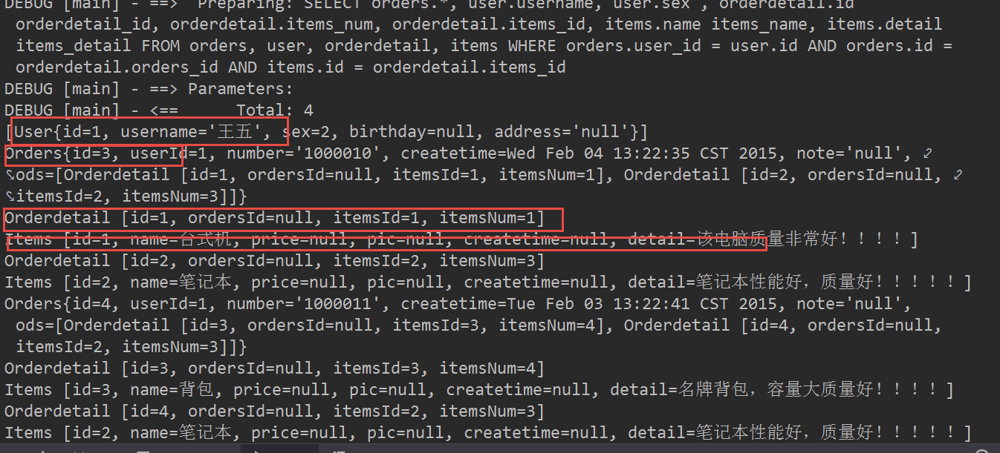 DEBUG [main] - ==>  Preparing: SELECT orders.*, user.username, user.sex , orderdetail.id
orderdetail_id, orderdetail.items_num, orderdetail.items_id, items.name items_name, items.detail
items_detail FROM orders, user, orderdetail, items WHERE orders.user_id = user.id AND orders.id =
orderdetail.orders_id AND items.id = orderdetail.items_id
DEBUG [main] - ==> Parameters:
DEBUG [main] - <==      Total: 4
[User{id=1, username='王五', sex=2, birthday=null, address='null'}]
Orders{id=3, userId=1, number='1000010', createtime=Wed Feb 04 13:22:35 CST 2015, note='null',
ods=[Orderdetail [id=1, ordersId=null, itemsId=1, itemsNum=1], Orderdetail [id=2, ordersId=null,
itemsId=2, itemsNum=3]]}
Orderdetail [id=1, ordersId=null, itemsId=1, itemsNum=1]
Items [id=1, name=台式机, price=null, pic=null, createtime=null, detail=该电脑质量非常好！！！！]
Orderdetail [id=2, ordersId=null, itemsId=2, itemsNum=3]
Items [id=2, name=笔记本, price=null, pic=null, createtime=null, detail=笔记本性能好，质量好！！！！！]
Orders{id=4, userId=1, number='1000011', createtime=Tue Feb 03 13:22:41 CST 2015, note='null',
ods=[Orderdetail [id=3, ordersId=null, itemsId=3, itemsNum=4], Orderdetail [id=4, ordersId=null,
itemsId=2, itemsNum=3]]}
Orderdetail [id=3, ordersId=null, itemsId=3, itemsNum=4]
Items [id=3, name=背包, price=null, pic=null, createtime=null, detail=名牌背包，容量大质量好！！！！]
Orderdetail [id=4, ordersId=null, itemsId=2, itemsNum=3]
Items [id=2, name=笔记本, price=null, pic=null, createtime=null, detail=笔记本性能好，质量好！！！！！]